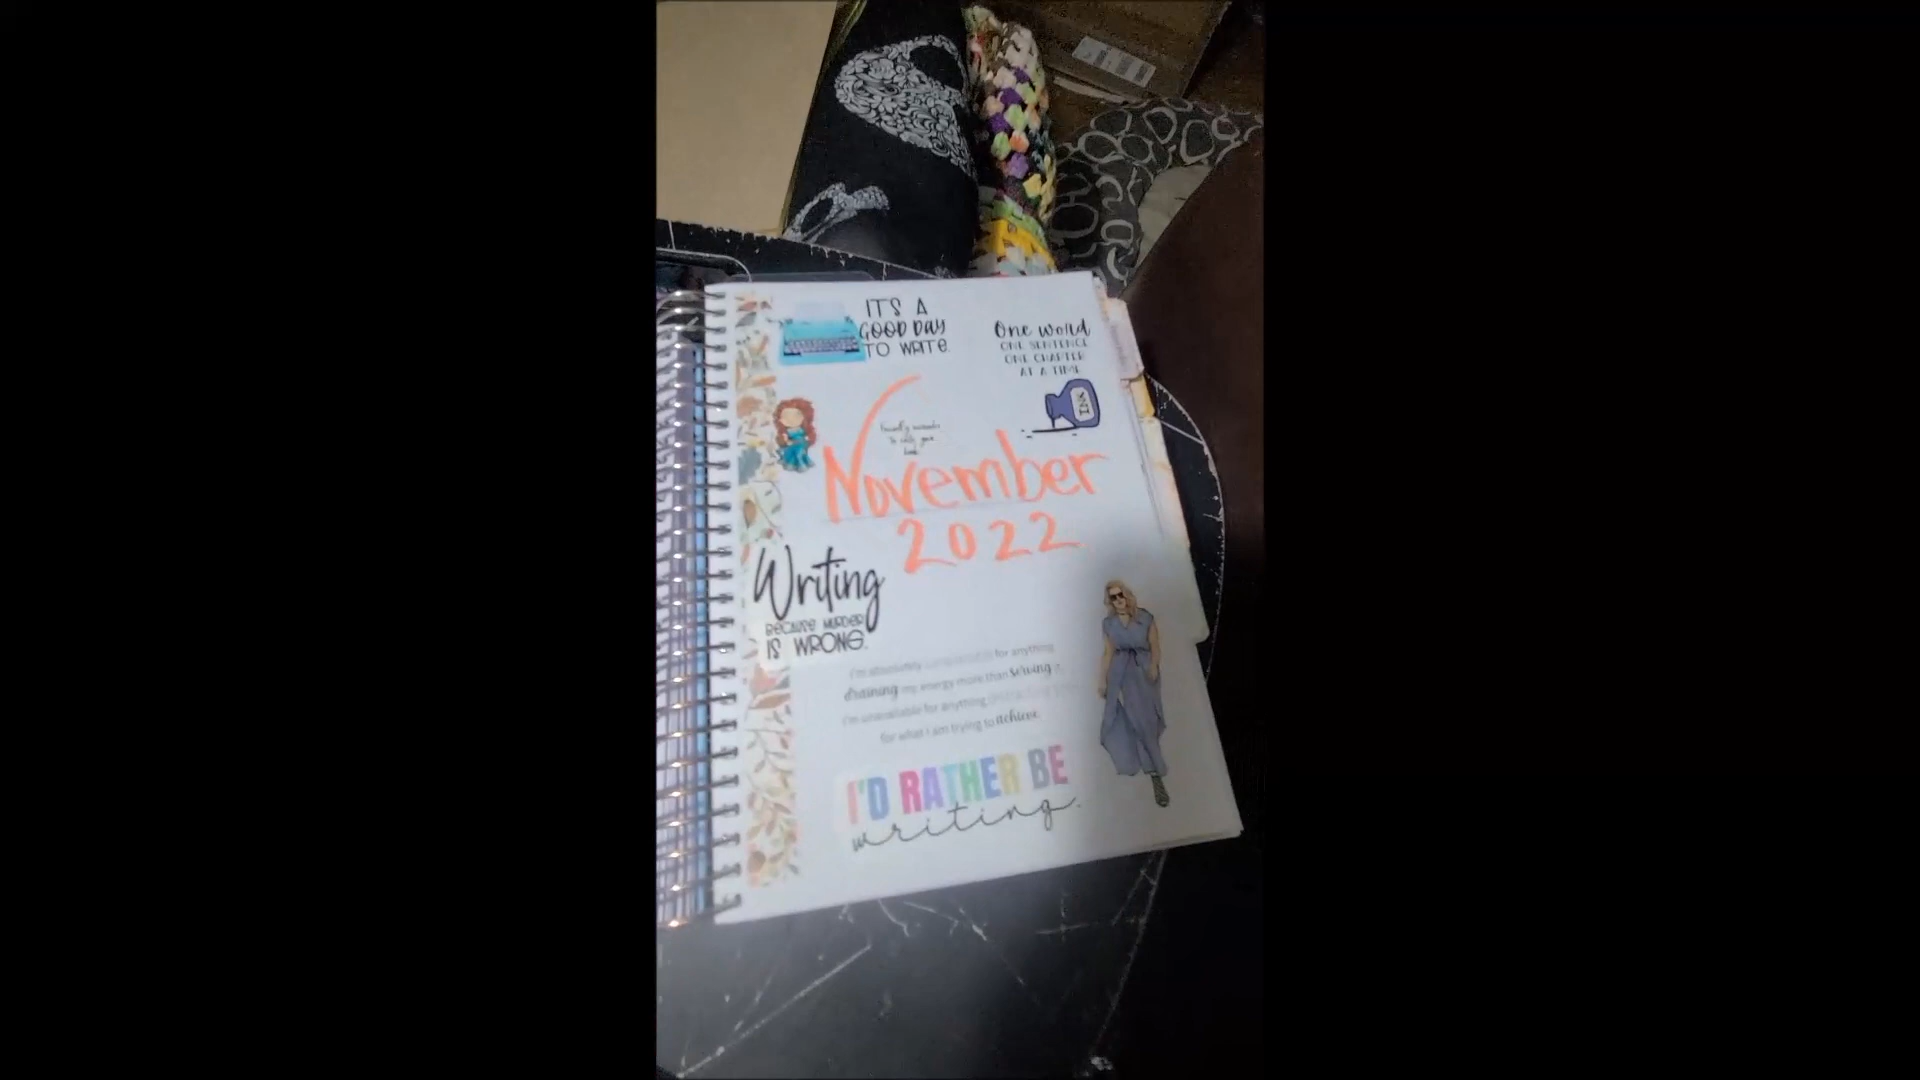 IT'S A
GOOD DAY
TO WRITE.
One word
ONE SENTENCE
ONE CHAPTER
AT A TIME
INK
November
2022
Writing
BECAUSE MURDER
IS WRONG.
I'm absolutely for anything
draining my energy more than serving it.
I'm unavailable for anything
for what I am trying to achieve.
I'D RATHER BE
writing.